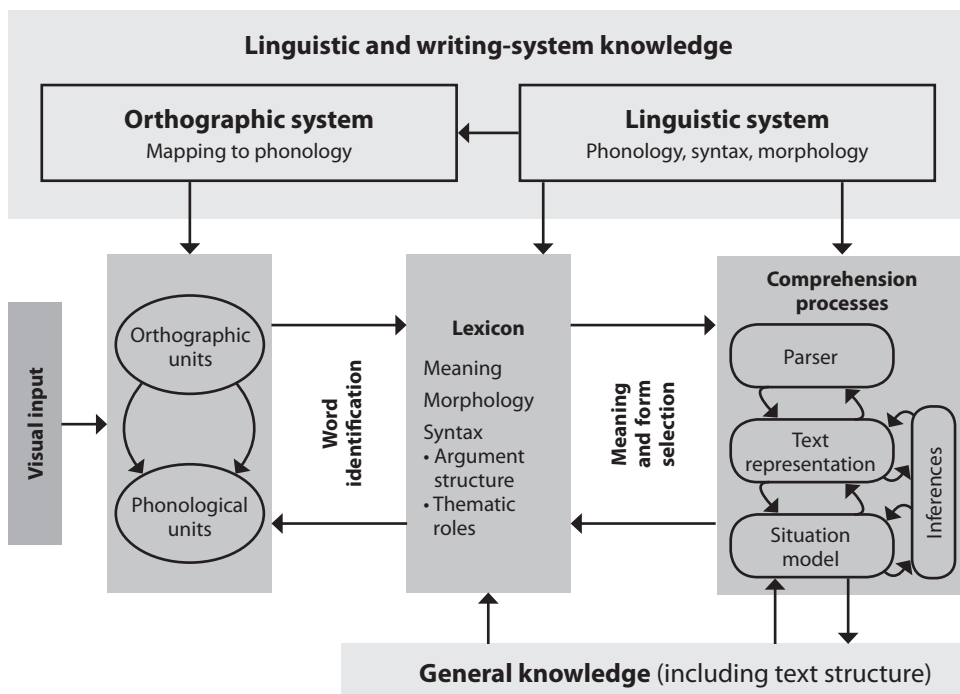 Linguistic and writing-system knowledge
Orthographic system
Mapping to phonology
Linguistic system
Phonology, syntax, morphology
Visual input
Orthographic
units
Phonological
units
Word
identification
Lexicon
Meaning
Morphology
Syntax
• Argument
structure
• Thematic
roles
Meaning
and form
selection
Comprehension
processes
Parser
Text
representation
Situation
model
Inferences
General knowledge (including text structure)